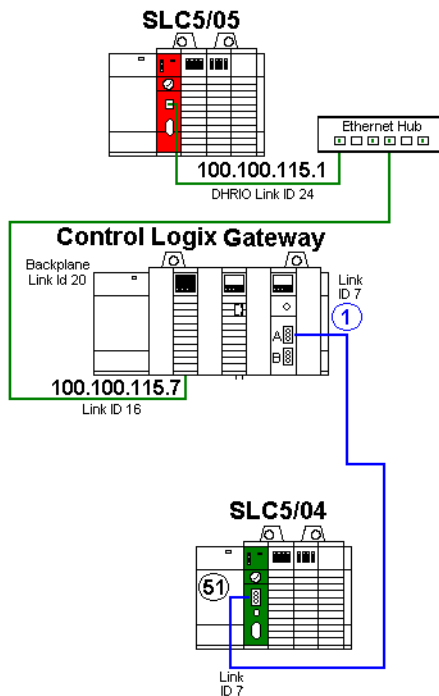 SLC5/05
Ethernet Hub
100.100.115.1
DHRIO Link ID 24
Control Logix Gateway
Backplane
Link Id 20
Link
ID 7
1
A
B
100.100.115.7
Link ID 16
SLC5/04
51
Link
ID 7